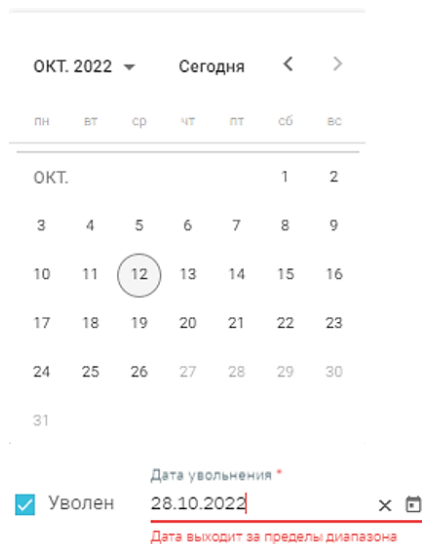 ОКТ. 2022 Сегодня
пн вт ср чт пт сб вс
ОКТ. 1 2
3 4 5 6 7 8 9
10 11 12 13 14 15 16
17 18 19 20 21 22 23
24 25 26 27 28 29 30
31
Дата увольнения *
Уволен 28.10.2022
Дата выходит за пределы диапазона